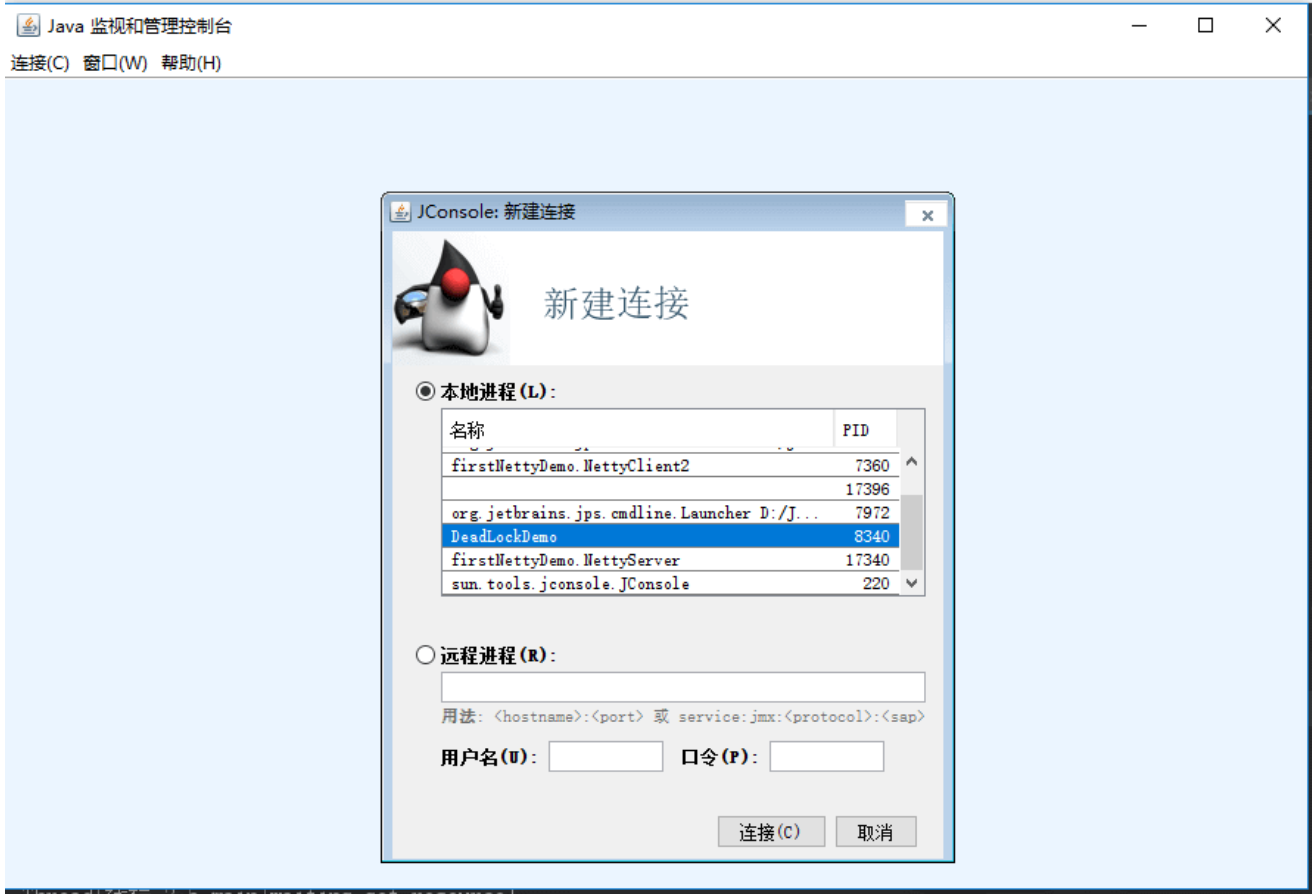 Java 监视和管理控制台
连接(C) 窗口(W) 帮助(H)
JConsole: 新建连接
新建连接
本地进程(L):
名称 PID
firstNettyDemo.NettyClient2 7360
17396
org.jetbrains.jps.cmdline.Launcher D:/J... 7972
DeadLockDemo 8340
firstNettyDemo.NettyServer 17340
sun.tools.jconsole.JConsole 220
远程进程(R):
用法: <hostname>:<port> 或 service:jmx:<protocol>:<sap>
用户名(U): 口令(P):
连接(C) 取消